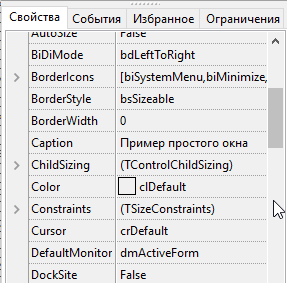 Свойства События Избранное Ограничения
AutoSize False
BiDiMode bdLeftToRight
BorderIcons [biSystemMenu,biMinimize,
BorderStyle bsSizeable
BorderWidth 0
Caption Пример простого окна
ChildSizing (TControlChildSizing)
Color clDefault
Constraints (TSizeConstraints)
Cursor crDefault
DefaultMonitor dmActiveForm
DockSite False